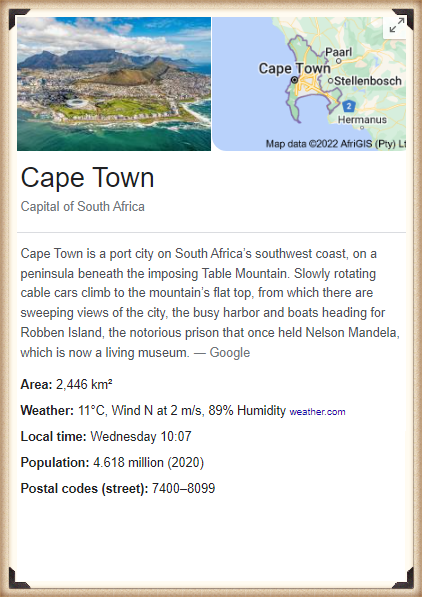 Paarl
Cape Town
Stellenbosch
2
Hermanus
Map data ©2022 AfriGIS (Pty) Lt
Cape Town
Capital of South Africa
Cape Town is a port city on South Africa's southwest coast, on a
peninsula beneath the imposing Table Mountain. Slowly rotating
cable cars climb to the mountain's flat top, from which there are
sweeping views of the city, the busy harbor and boats heading for
Robben Island, the notorious prison that once held Nelson Mandela,
which is now a living museum. — Google
Area: 2,446 km²
Weather: 11°C, Wind N at 2 m/s, 89% Humidity weather.com
Local time: Wednesday 10:07
Population: 4.618 million (2020)
Postal codes (street): 7400–8099